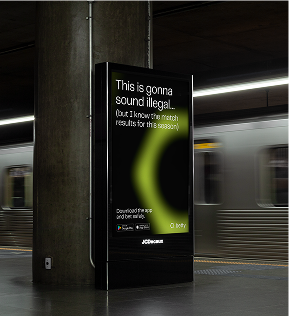 This is gonna
sound illegal...
(but I know the match
results for this season)
Download the app
and bet safely.
betty
JCDecaux